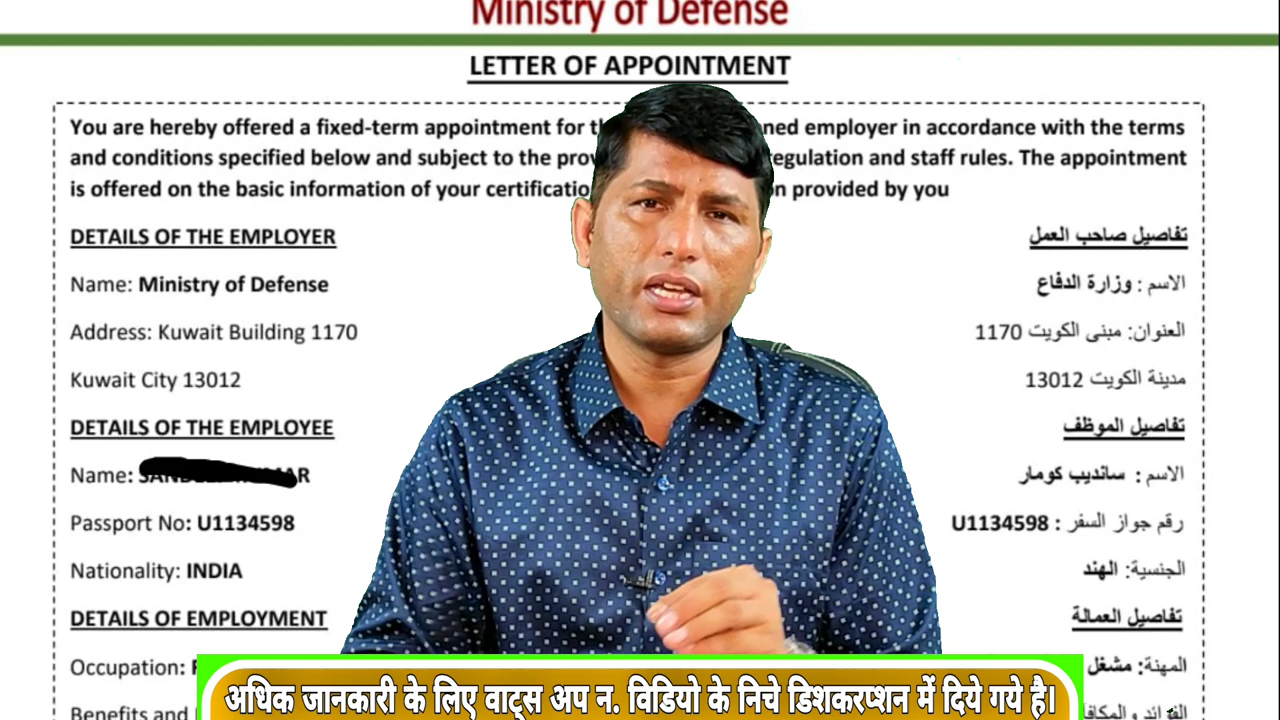 Ministry of Defense
LETTER OF APPOINTMENT
You are hereby offered a fixed-term appointment for employer in accordance with the terms
and conditions specified below and subject to the regulation and staff rules. The appointment
is offered on the basic information of your provided by you
DETAILS OF THE EMPLOYER
تفاصيل صاحب العمل
Name: Ministry of Defense
الاسم : وزارة الدفاع
Address: Kuwait Building 1170
العنوان: مبنى الكويت 1170
Kuwait City 13012
مدينة الكويت 13012
DETAILS OF THE EMPLOYEE
تفاصيل الموظف
Name:
الاسم : سانديب كومار
Passport No: U1134598
رقم جواز السفر : U1134598
Nationality: INDIA
الجنسية: الهند
DETAILS OF EMPLOYMENT
تفاصيل العمالة
Occupation:
المهنة: مشغل
Benefits and
अधिक जानकारी के लिए वाट्स अप न. विडियो के निचे डिशकरप्शन में दिये गये है।